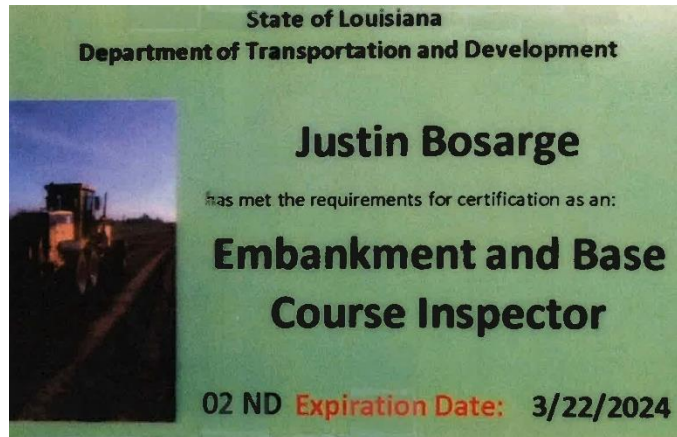 State of Louisiana
Department of Transportation and Development
Justin Bosarge
has met the requirements for certification as an:
Embankment and Base
Course Inspector
02 ND Expiration Date: 3/22/2024